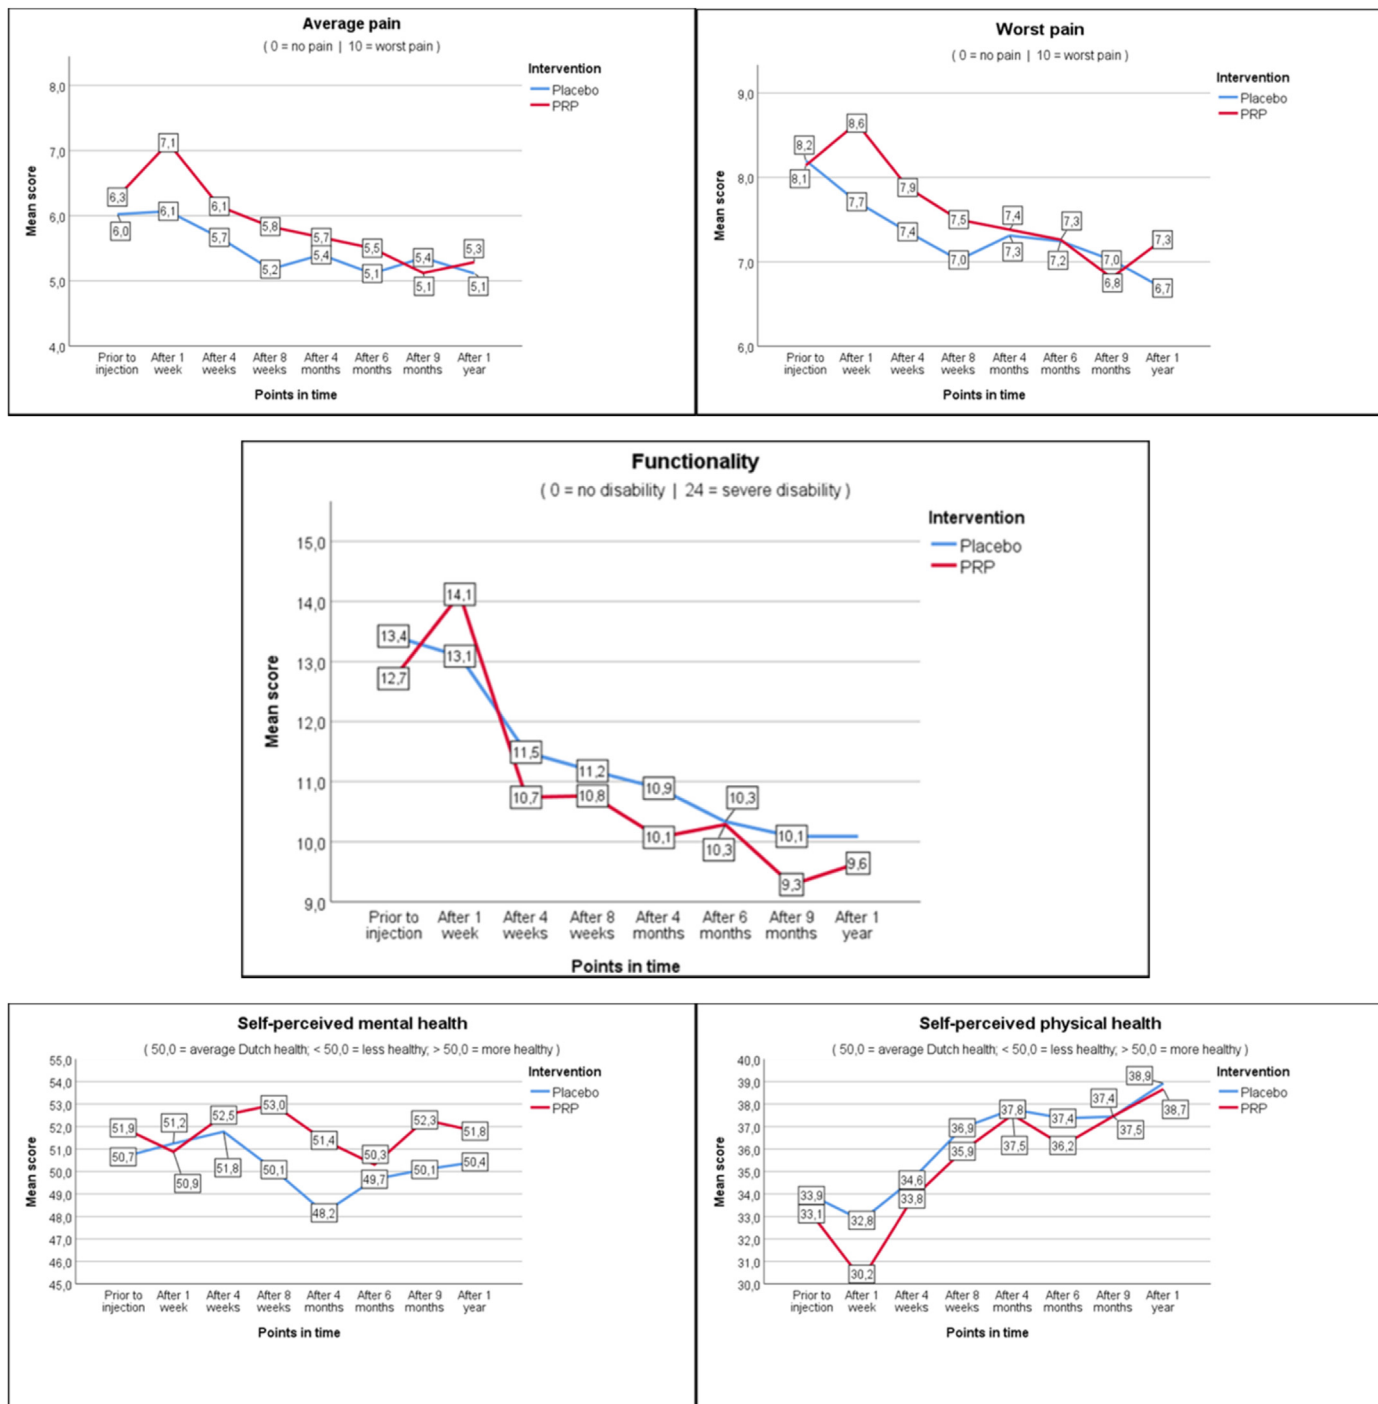 Average pain
( 0 = no pain | 10 = worst pain )
Intervention
Placebo
PRP
Mean score
8,0
7,0
6,0
5,0
4,0
6,3
7,1
6,1
5,8
5,7
5,5
5,1
5,3
6,0
6,1
5,7
5,2
5,4
5,1
5,4
5,1
Prior to injection
After 1 week
After 4 weeks
After 8 weeks
After 4 months
After 6 months
After 9 months
After 1 year
Points in time
Worst pain
( 0 = no pain | 10 = worst pain )
Intervention
Placebo
PRP
Mean score
9,0
8,0
7,0
6,0
8,2
8,6
7,9
7,5
7,4
7,3
7,0
7,3
8,1
7,7
7,4
7,0
7,3
7,2
6,8
6,7
Prior to injection
After 1 week
After 4 weeks
After 8 weeks
After 4 months
After 6 months
After 9 months
After 1 year
Points in time
Functionality
( 0 = no disability | 24 = severe disability )
Intervention
Placebo
PRP
Mean score
15,0
14,0
13,0
12,0
11,0
10,0
9,0
13,4
14,1
13,1
12,7
11,5
11,2
10,9
10,3
10,1
10,7
10,8
10,1
10,3
9,3
9,6
Prior to injection
After 1 week
After 4 weeks
After 8 weeks
After 4 months
After 6 months
After 9 months
After 1 year
Points in time
Self-perceived mental health
( 50,0 = average Dutch health; < 50,0 = less healthy; > 50,0 = more healthy )
Intervention
Placebo
PRP
Mean score
55,0
54,0
53,0
52,0
51,0
50,0
49,0
48,0
47,0
46,0
45,0
51,9
51,2
52,5
53,0
51,4
50,3
52,3
51,8
50,7
50,9
51,8
50,1
48,2
49,7
50,1
50,4
Prior to injection
After 1 week
After 4 weeks
After 8 weeks
After 4 months
After 6 months
After 9 months
After 1 year
Points in time
Self-perceived physical health
( 50,0 = average Dutch health; < 50,0 = less healthy; > 50,0 = more healthy )
Intervention
Placebo
PRP
Mean score
40,0
39,0
38,0
37,0
36,0
35,0
34,0
33,0
32,0
31,0
30,0
33,9
32,8
34,6
36,9
37,8
37,4
37,4
38,9
33,1
30,2
33,8
35,9
37,5
36,2
37,5
38,7
Prior to injection
After 1 week
After 4 weeks
After 8 weeks
After 4 months
After 6 months
After 9 months
After 1 year
Points in time